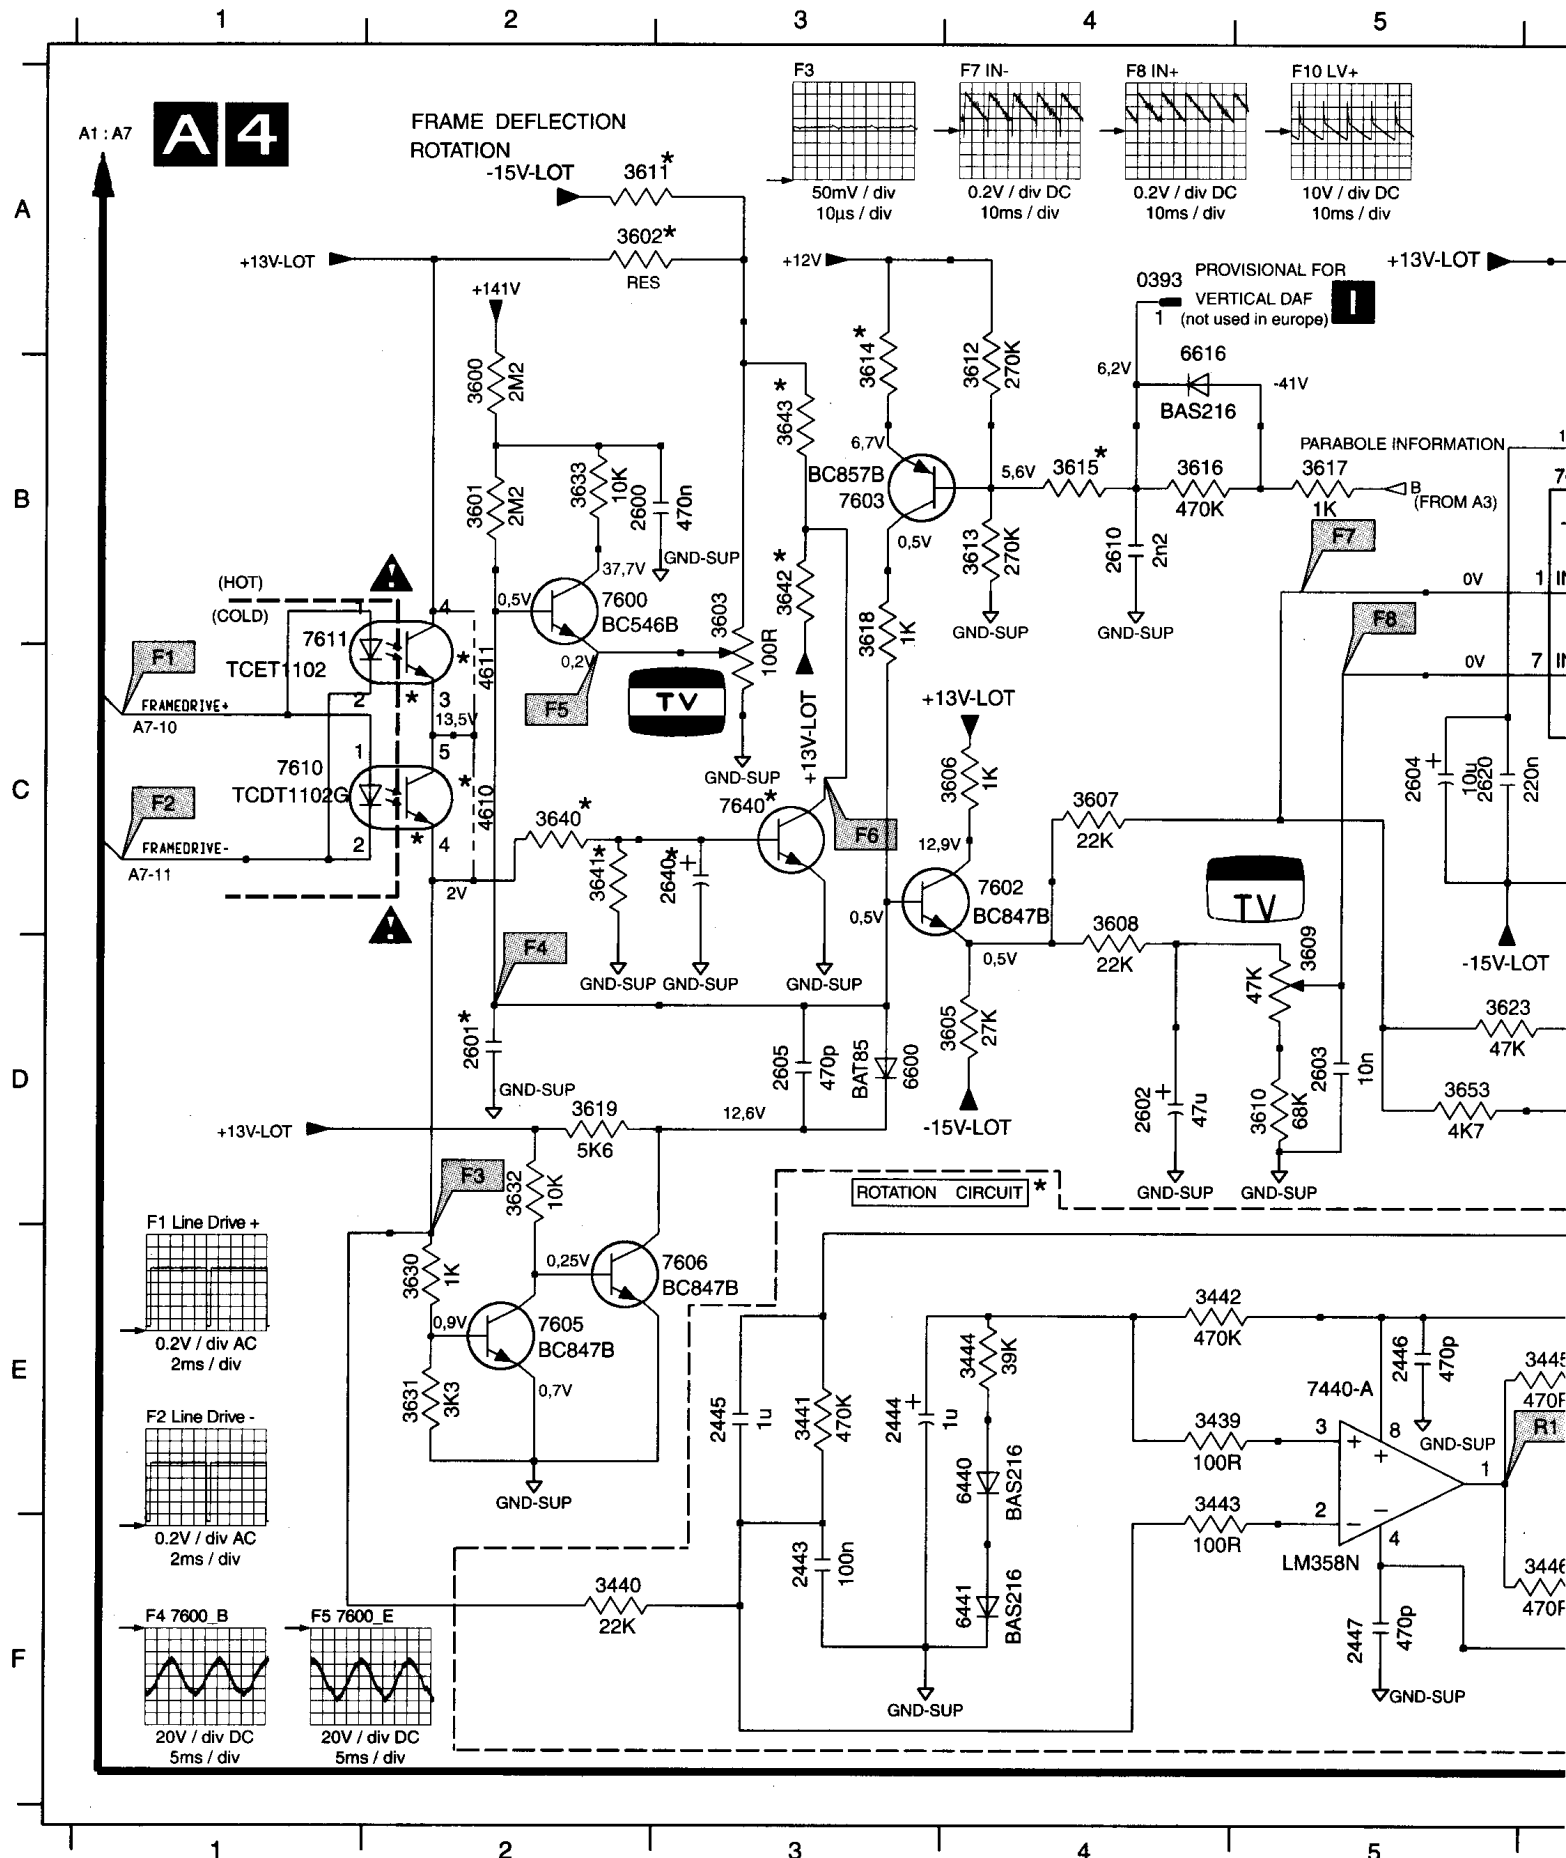 1 2 3 4 5
A
B
C
D
E
F
A1 : A7
A 4
FRAME DEFLECTION
ROTATION
-15V-LOT
3611*
3602*
RES
+13V-LOT
+141V
F3
50mV / div
10µs / div
F7 IN-
0.2V / div DC
10ms / div
F8 IN+
0.2V / div DC
10ms / div
F10 LV+
10V / div DC
10ms / div
+12V
0393
1
PROVISIONAL FOR
VERTICAL DAF
(not used in europe)
I
+13V-LOT
3600
2M2
3601
2M2
3633
10K
2600
470n
GND-SUP
3643*
3642*
3614*
3612
270K
6,2V
6616
BAS216
-41V
6,7V
BC857B
7603
5,6V
3615*
3616
470K
PARABOLE INFORMATION
3617
1K
B
(FROM A3)
0,5V
3613
270K
GND-SUP
2610
2n2
GND-SUP
F7
0V
1
IN
F8
0V
7
IN
(HOT)
(COLD)
7611
TCET1102
1
2
4
3
*
*
4611
37,7V
0,5V
7600
BC546B
0,2V
F5
3603
100R
TV
GND-SUP
+13V-LOT
3618
1K
F1
FRAMEDRIVE+
A7-10
13,5V
7610
TCDT1102G
1
2
5
4
*
*
4610
F2
FRAMEDRIVE-
A7-11
2V
3640*
3641*
2640*
+
7640*
F6
GND-SUP
GND-SUP
GND-SUP
+13V-LOT
3606
1K
12,9V
7602
BC847B
0,5V
0,5V
3607
22K
3608
22K
TV
3609
47K
2604
+
10u
2620
220n
-15V-LOT
F4
2601*
GND-SUP
2605
470p
BAT85
6600
3605
27K
-15V-LOT
2602
+
47u
GND-SUP
3610
68K
GND-SUP
2603
10n
3623
47K
3653
4K7
+13V-LOT
3619
5K6
12,6V
F3
3632
10K
ROTATION CIRCUIT *
F1 Line Drive +
0.2V / div AC
2ms / div
F2 Line Drive -
0.2V / div AC
2ms / div
3630
1K
0,9V
3631
3K3
0,25V
7606
BC847B
7605
BC847B
0,7V
GND-SUP
2445
1u
3441
470K
2444
+
1u
3444
39K
6440
BAS216
6441
BAS216
2443
100n
GND-SUP
3442
470K
3439
100R
3443
100R
7440-A
3
2
8
4
1
+
+
−
−
LM358N
2446
470p
GND-SUP
R1
2447
470p
GND-SUP
3440
22K
F4 7600_B
20V / div DC
5ms / div
F5 7600_E
20V / div DC
5ms / div
1 2 3 4 5